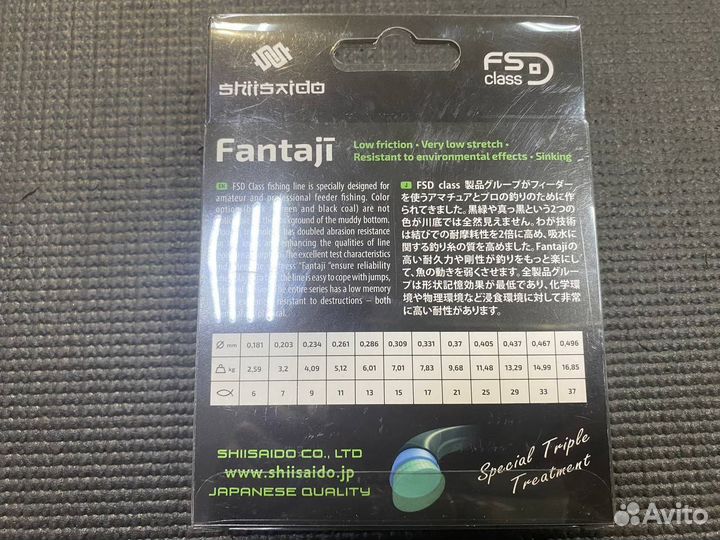 SHIISAIDO
FSD
class
Fantajī
Low friction • Very low stretch •
Resistant to environmental effects • Sinking
EN FSD Class fishing line is specially designed for
amateur and professional feeder fishing. Color
green and black coal) are not
ground of the muddy bottom.
has doubled abrasion resistance
enhancing the qualities of line
The excellent test characteristics
"Fantaji" ensure reliability
the line is easy to cope with jumps,
entire series has a low memory
resistant to destructions – both
J FSD class 製品グループがフィーダー
を使うアマチュアとプロの釣りのために作
られてきました。黒緑や真っ黒という2つの
色が川底では全然見えません。わが技術
は結びでの耐摩耗性を2倍に高め、吸水に
関する釣り糸の質を高めました。Fantajiの
高い耐久力や剛性が釣りをもっと楽にし
て、魚の動きを弱くさせます。全製品グルー
プは形状記憶効果が最低であり、化学環
境や物理環境など浸食環境に対して非常
に高い耐性があります。
Ø mm 0,181 0,203 0,234 0,261 0,286 0,309 0,331 0,37 0,405 0,437 0,467 0,496
kg 2,59 3,2 4,09 5,12 6,01 7,01 7,83 9,68 11,48 13,29 14,99 16,85
6 7 9 11 13 15 17 21 25 29 33 37
SHIISAIDO CO., LTD
www.shiisaido.jp
JAPANESE QUALITY
Special Triple
Treatment
Avito